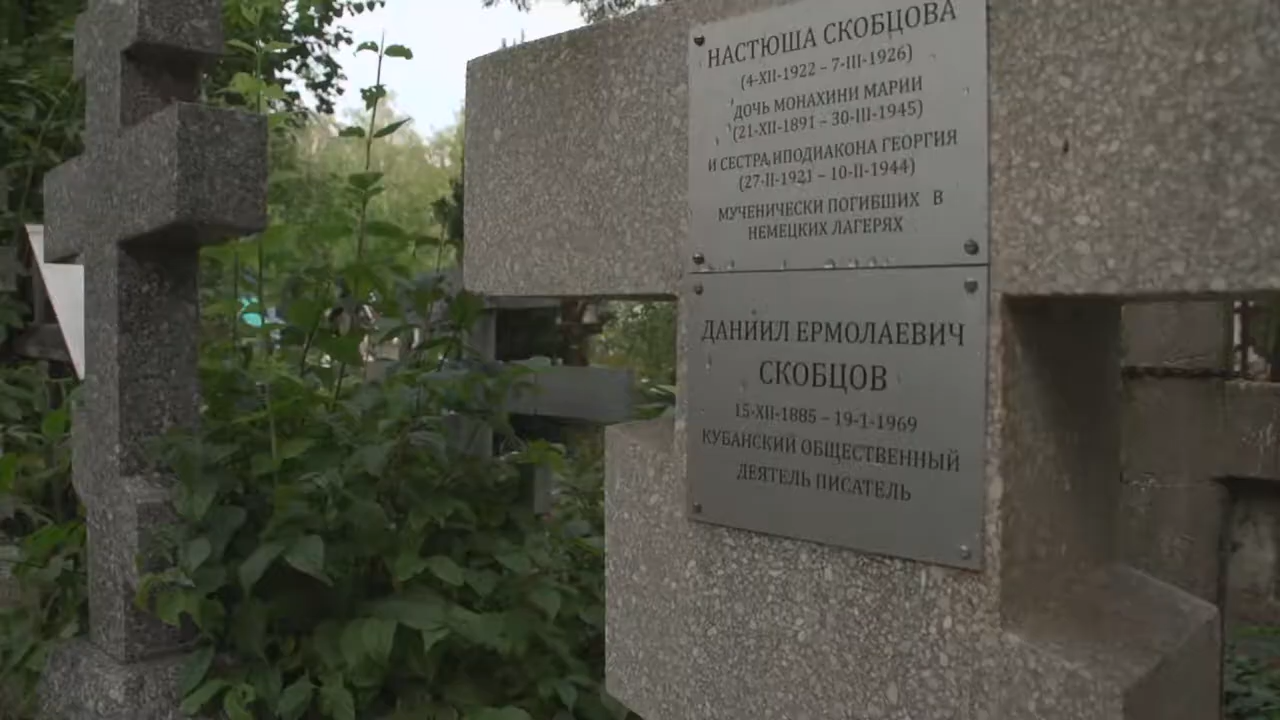 НАСТЮША СКОБЦОВА
(4-XII-1922 – 7-III-1926)
ДОЧЬ МОНАХИНИ МАРИИ
(21-XII-1891 – 30-III-1945)
И СЕСТРА ИПОДИАКОНА ГЕОРГИЯ
(27-II-1921 – 10-II-1944)
МУЧЕНИЧЕСКИ ПОГИБШИХ В
НЕМЕЦКИХ ЛАГЕРЯХ
ДАНИИЛ ЕРМОЛАЕВИЧ
СКОБЦОВ
15-XII-1885 – 19-1-1969
КУБАНСКИЙ ОБЩЕСТВЕННЫЙ
ДЕЯТЕЛЬ ПИСАТЕЛЬ